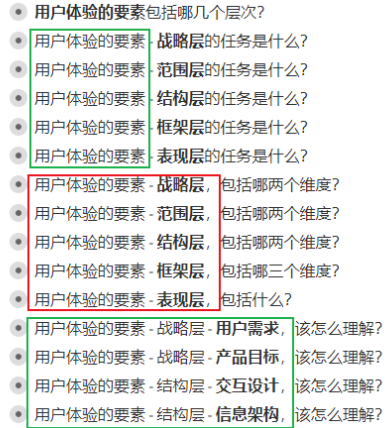 用户体验的要素包括哪几个层次?
用户体验的要素 - 战略层的任务是什么?
用户体验的要素 - 范围层的任务是什么?
用户体验的要素 - 结构层的任务是什么?
用户体验的要素 - 框架层的任务是什么?
用户体验的要素 - 表现层的任务是什么?
用户体验的要素 - 战略层，包括哪两个维度?
用户体验的要素 - 范围层，包括哪两个维度?
用户体验的要素 - 结构层，包括哪两个维度?
用户体验的要素 - 框架层，包括哪三个维度?
用户体验的要素 - 表现层，包括什么?
用户体验的要素 - 战略层 - 用户需求，该怎么理解?
用户体验的要素 - 战略层 - 产品目标，该怎么理解?
用户体验的要素 - 结构层 - 交互设计，该怎么理解?
用户体验的要素 - 结构层 - 信息架构，该怎么理解?